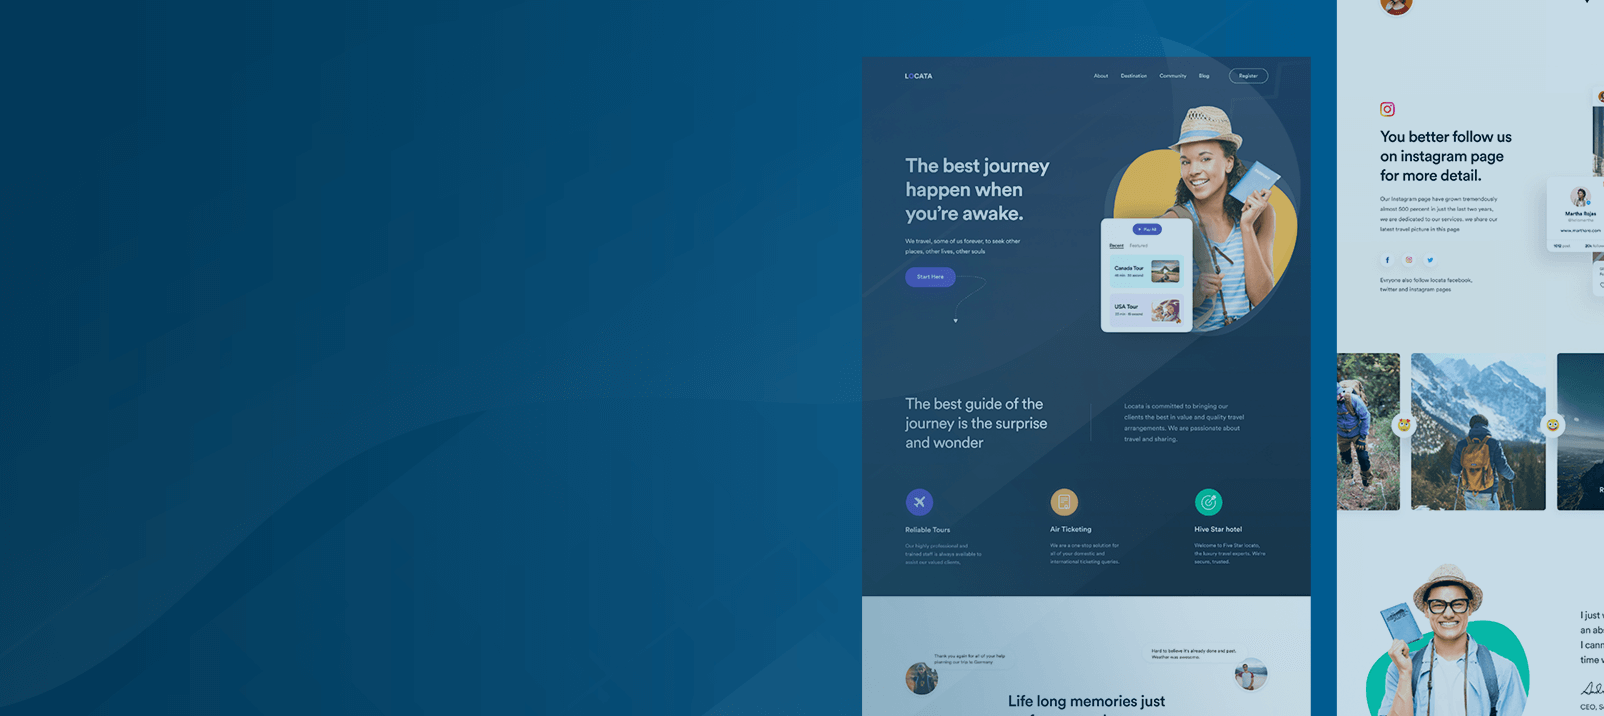 LOCATA
About Destination Community Blog Register
The best journey
happen when
you're awake.
We travel, some of us forever, to seek other
places, other lives, other souls
Start Here
+ Pay All
Recent Featured
Canada Tour
USA Tour
The best guide of the
journey is the surprise
and wonder
Locata is committed to bringing our
clients the best in value and quality travel
arrangements. We are passionate about
travel and sharing.
Reliable Tours
Our highly professional and
trained staff is always available to
assist our valued clients.
Air Ticketing
We are a one-stop solution for
all of your domestic and
international ticketing queries.
Hive Star hotel
Welcome to Five Star locato,
the luxury travel experts. We're
secure, trusted.
Thank you again for all of your help
planning our trip to Germany
Hard to believe it's already done and past.
Weather was awesome.
Life long memories just
You better follow us
on instagram page
for more detail.
Our Instagram page have grown tremendously
almost 500 percent in just the last two years,
we are dedicated to our services. we share our
latest travel picture in this page
Evryone also follow locata facebook,
twitter and instagram pages
Martha Rojas
www.marthara.com
I just
an abs
I cann
time w
CEO, S